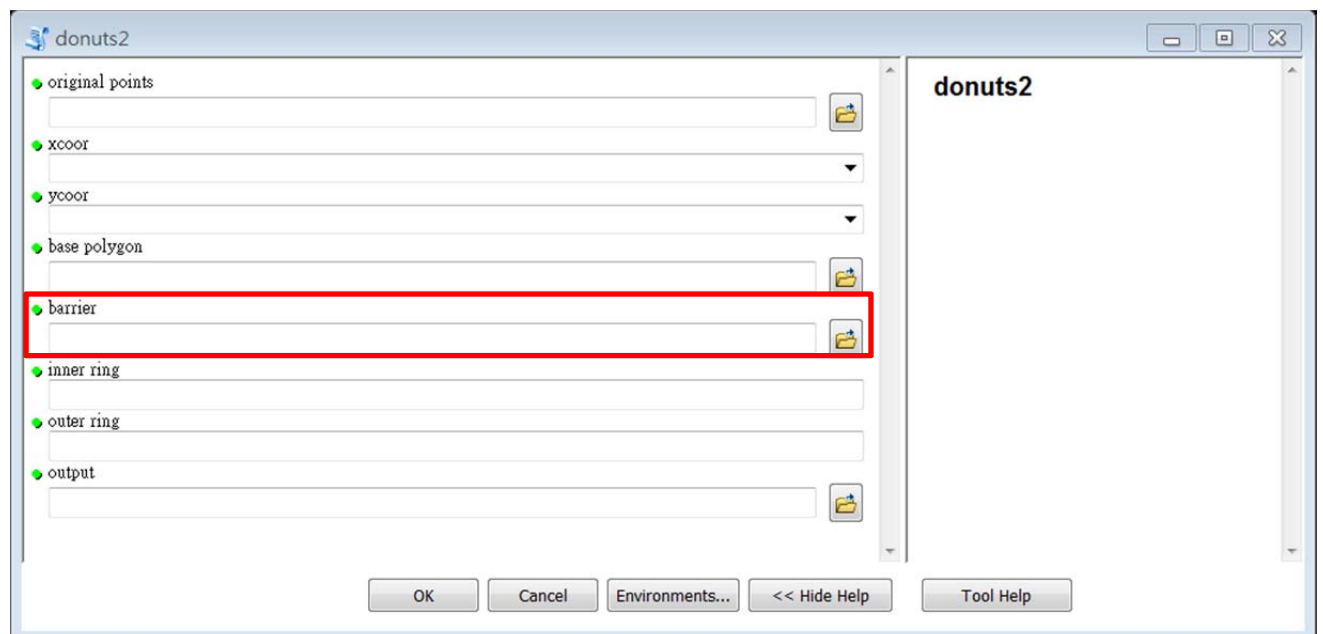 donuts2
original points
donuts2
xcoor
ycoor
base polygon
barrier
inner ring
outer ring
output
OK
Cancel
Environments...
<< Hide Help
Tool Help